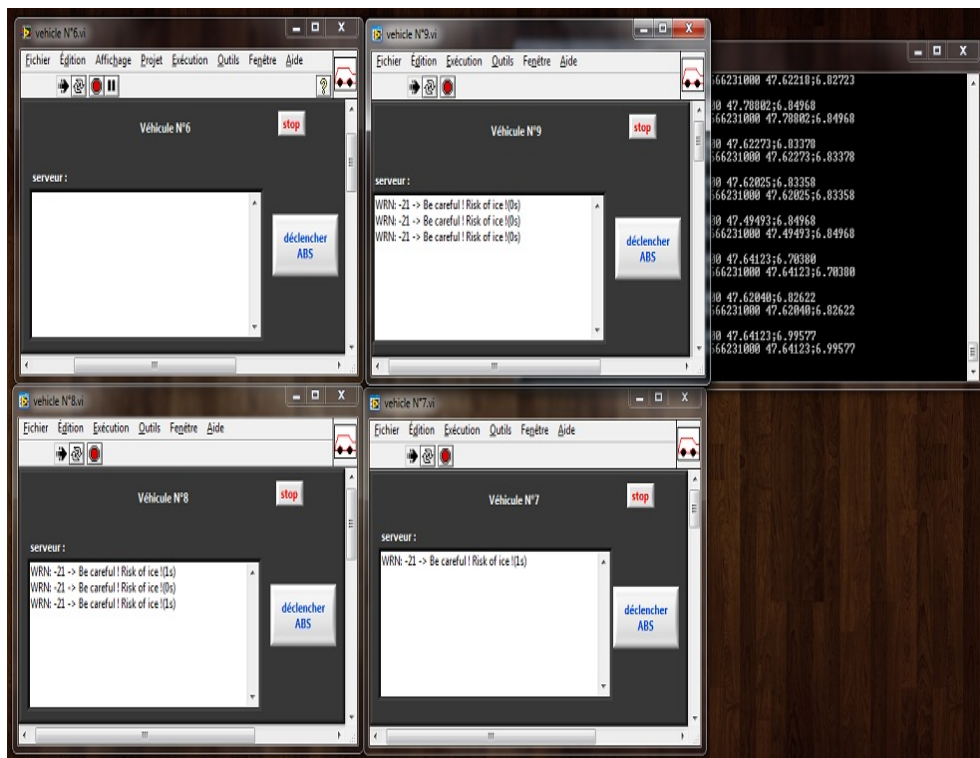 vehicle N°6.vi
Fichier Édition Affichage Projet Exécution Outils Fenêtre Aide
Véhicule N°6
stop
serveur :
déclencher
ABS
vehicle N°9.vi
Fichier Édition Exécution Outils Fenêtre Aide
Véhicule N°9
stop
serveur :
WRN: -21 -> Be careful ! Risk of ice !(0s)
WRN: -21 -> Be careful ! Risk of ice !(0s)
WRN: -21 -> Be careful ! Risk of ice !(0s)
déclencher
ABS
566231000 47.62218;6.82723
47.78802;6.84968
566231000 47.78802;6.84968
47.62273;6.83378
566231000 47.62273;6.83378
47.62025;6.83358
566231000 47.62025;6.83358
47.49493;6.84968
566231000 47.49493;6.84968
47.64123;6.70380
566231000 47.64123;6.70380
47.62040;6.82622
566231000 47.62040;6.82622
47.64123;6.99577
566231000 47.64123;6.99577
vehicle N°8.vi
Fichier Édition Exécution Outils Fenêtre Aide
Véhicule N°8
stop
serveur :
WRN: -21 -> Be careful ! Risk of ice !(1s)
WRN: -21 -> Be careful ! Risk of ice !(0s)
WRN: -21 -> Be careful ! Risk of ice !(1s)
déclencher
ABS
vehicle N°7.vi
Fichier Édition Exécution Outils Fenêtre Aide
Véhicule N°7
stop
serveur :
WRN: -21 -> Be careful ! Risk of ice !(1s)
déclencher
ABS